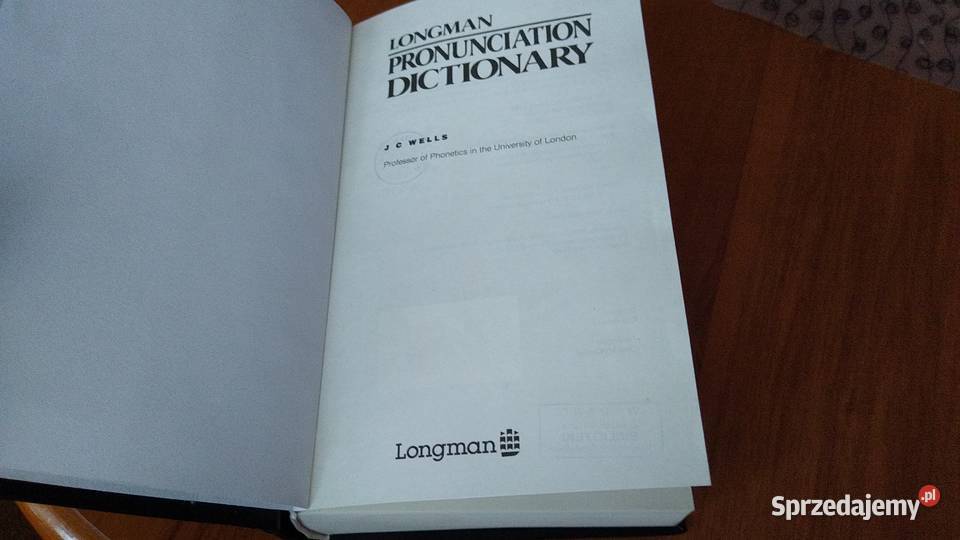 LONGMAN
PRONUNCIATION
DICTIONARY
J C WELLS
Professor of Phonetics in the University of London
Longman
Sprzedajemy.pl